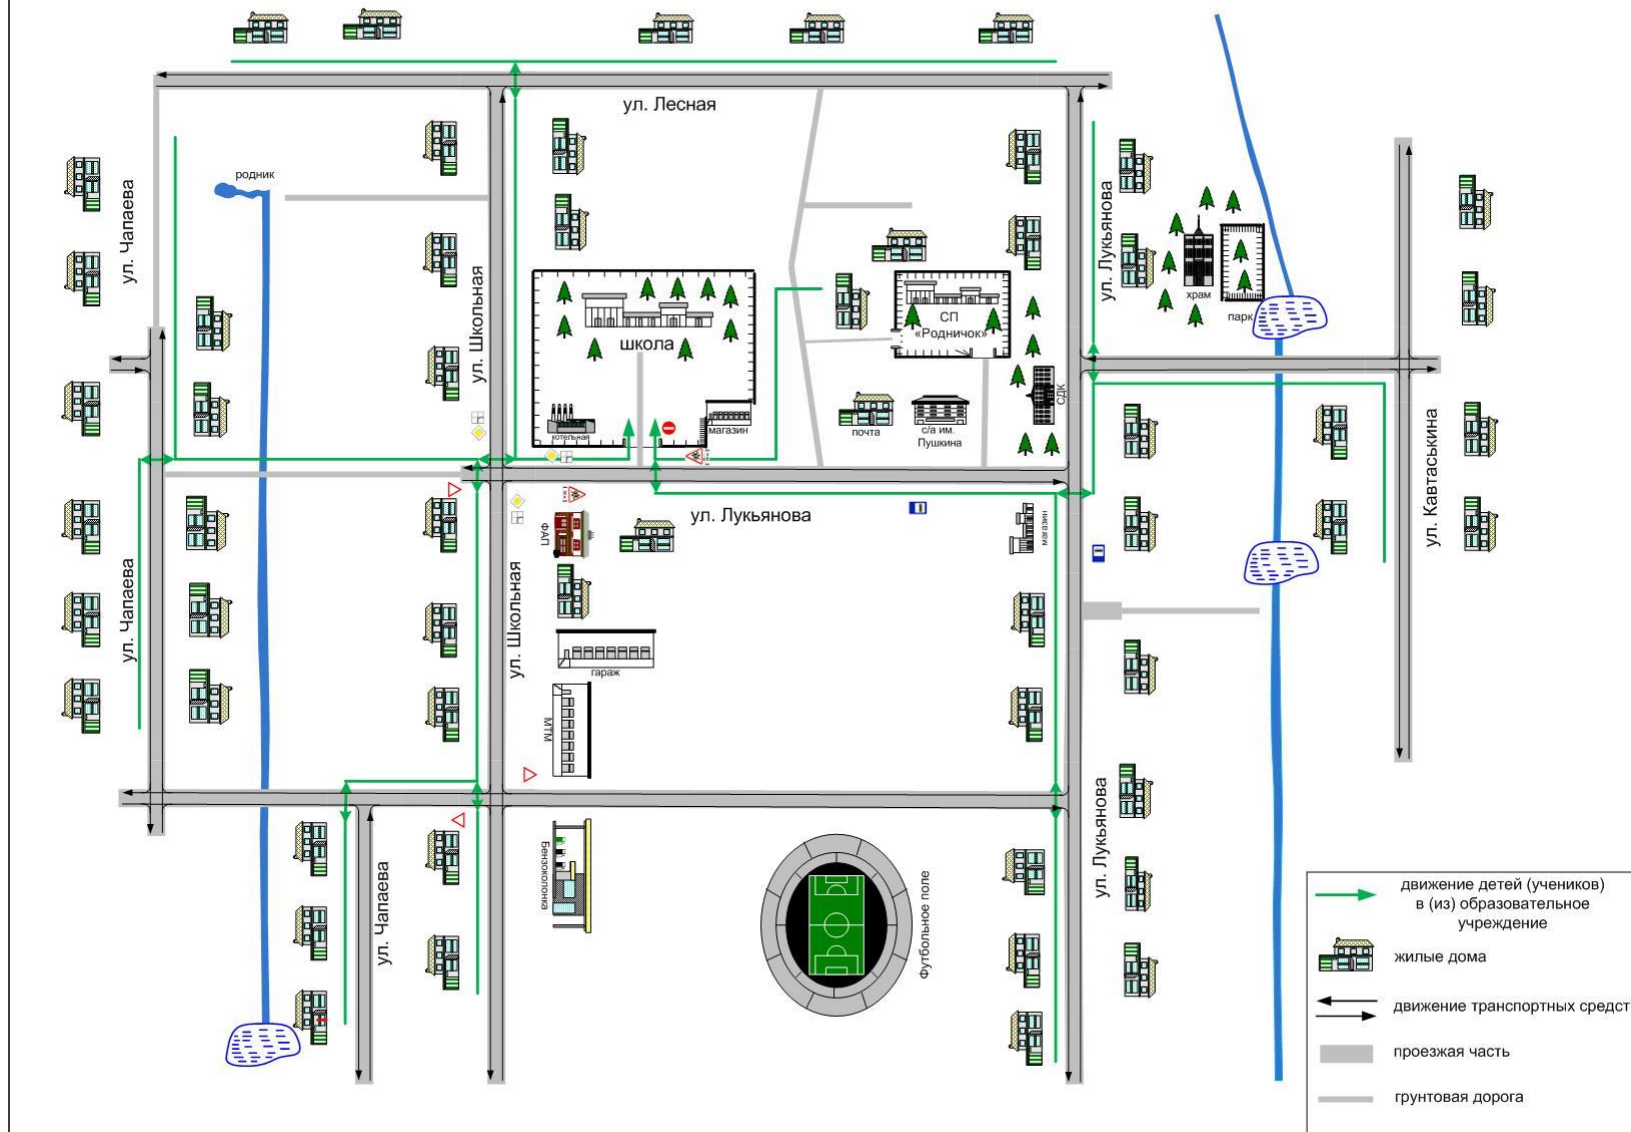 ул. Лесная
родник
ул. Чапаева
ул. Школьная
ул. Лукьянова
храм
парк
школа
СП
«Родничок»
СДК
котельная
магазин
почта
с/а им.
Пушкина
ул. Кавтаськина
ул. Лукьянова
ФАП
магазин
ул. Чапаева
ул. Школьная
гараж
МТМ
ул. Лукьянова
Бензоколонка
ул. Чапаева
Футбольное поле
движение детей (учеников)
в (из) образовательное
учреждение
жилые дома
движение транспортных средст
проезжая часть
грунтовая дорога